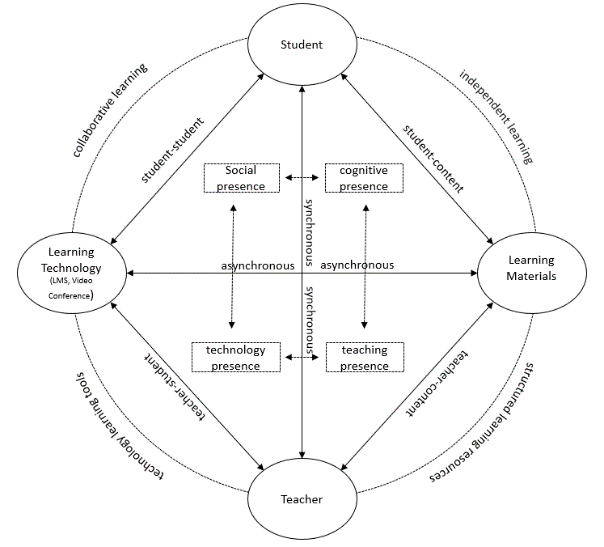 Student
collaborative learning
independent learning
student-student
student-content
Social
presence
cognitive
presence
synchronous
Learning
Technology
(LMS, Video
Conference)
asynchronous
asynchronous
Learning
Materials
synchronous
technology
presence
teaching
presence
teacher-student
teacher-content
technology learning tools
structured learning resources
Teacher